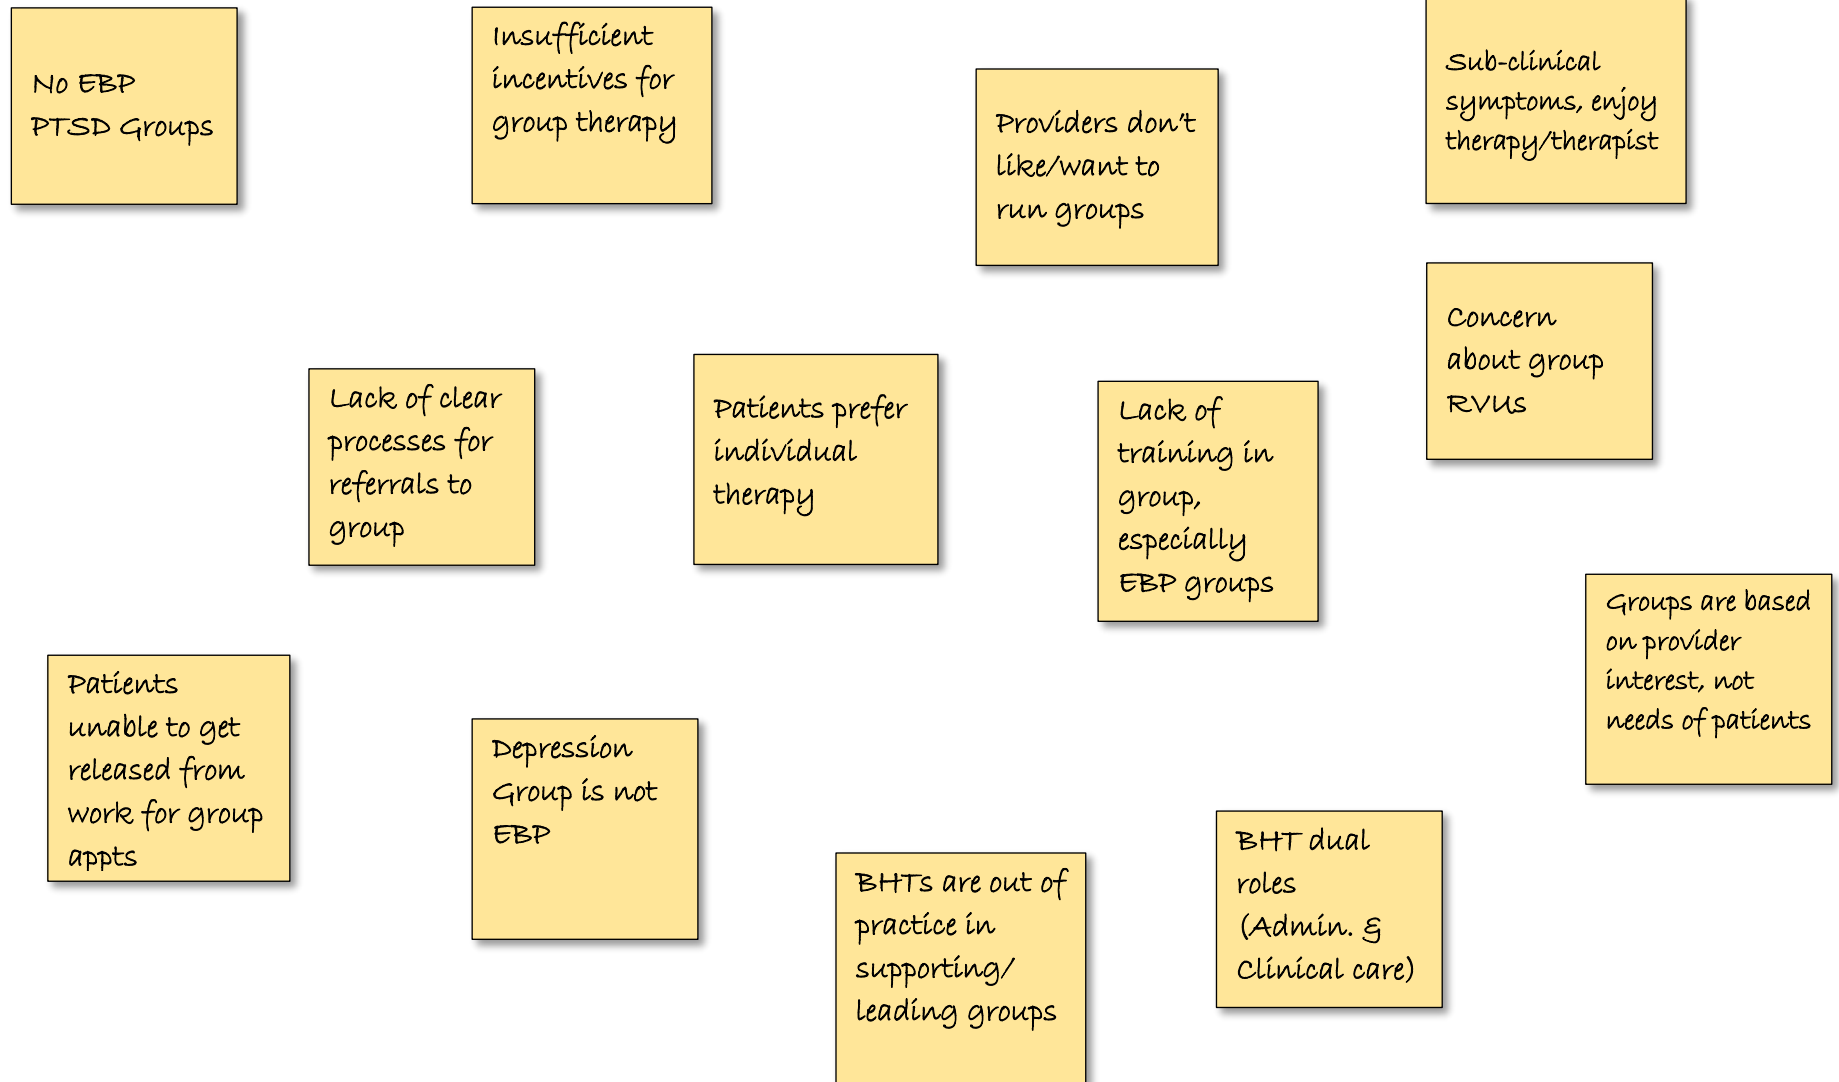 No EBP
PTSD Groups
Insufficient
incentives for
group therapy
Providers don't
like/want to
run groups
Sub-clinical
symptoms, enjoy
therapy/therapist
Concern
about group
RVUs
Lack of clear
processes for
referrals to
group
Patients prefer
individual
therapy
Lack of
training in
group,
especially
EBP groups
Groups are based
on provider
interest, not
needs of patients
Patients
unable to get
released from
work for group
appts
Depression
Group is not
EBP
BHTs are out of
practice in
supporting/
leading groups
BHT dual
roles
(Admin. &
Clinical care)